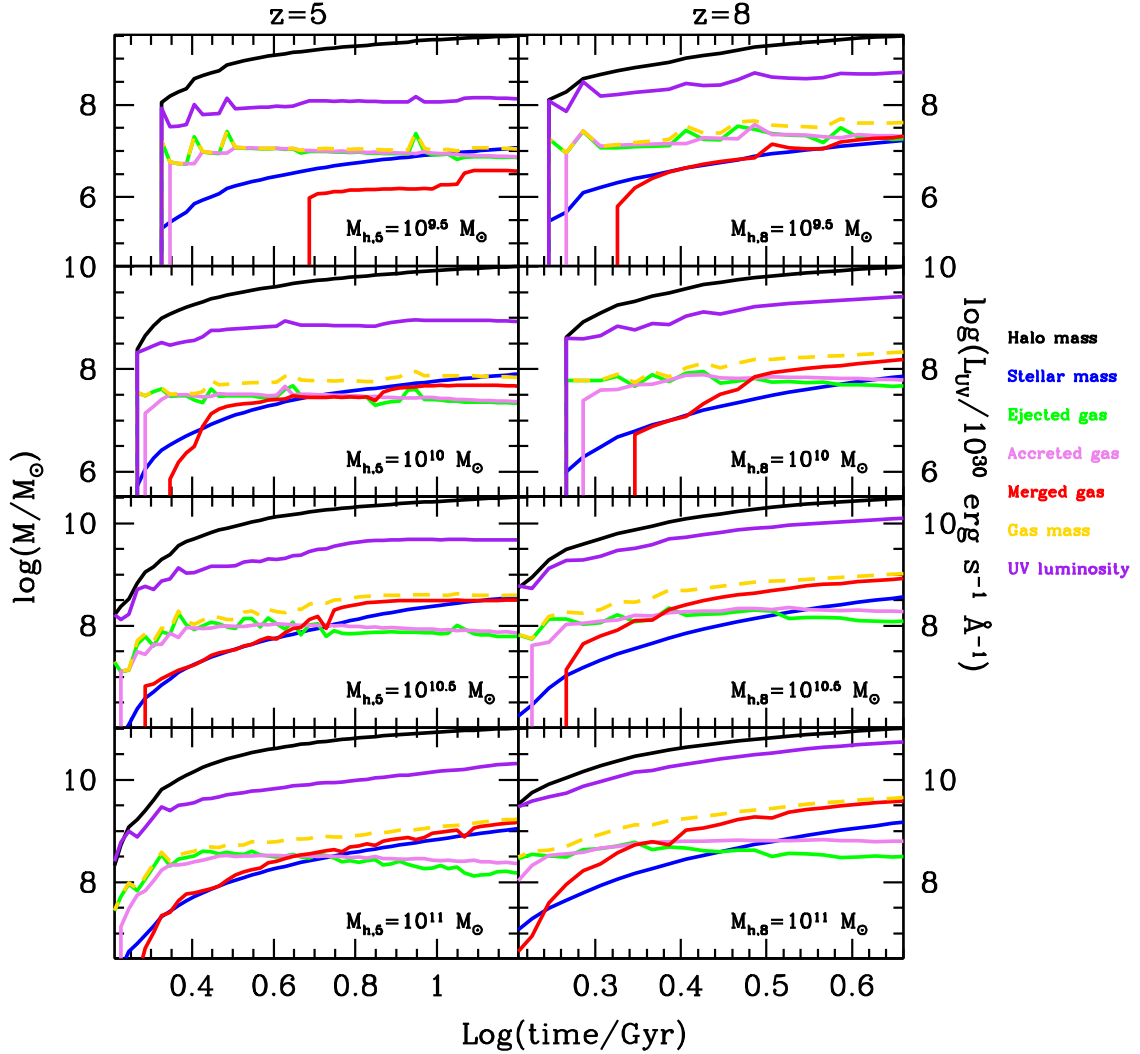 z=5 z=8
8 8
6 6
M_h,5=10^9.5 M_⊙ M_h,8=10^9.5 M_⊙
10 10
8 8
6 6
M_h,5=10^10 M_⊙ M_h,8=10^10 M_⊙
10 10
8 8
M_h,5=10^10.5 M_⊙ M_h,8=10^10.5 M_⊙
10 10
8 8
M_h,5=10^11 M_⊙ M_h,8=10^11 M_⊙
0.4 0.6 0.8 1 0.3 0.4 0.5 0.6
Log(time/Gyr)
log(M/M_⊙)
log(L_UV/10^30 erg s^-1 Å^-1)
Halo mass
Stellar mass
Ejected gas
Accreted gas
Merged gas
Gas mass
UV luminosity